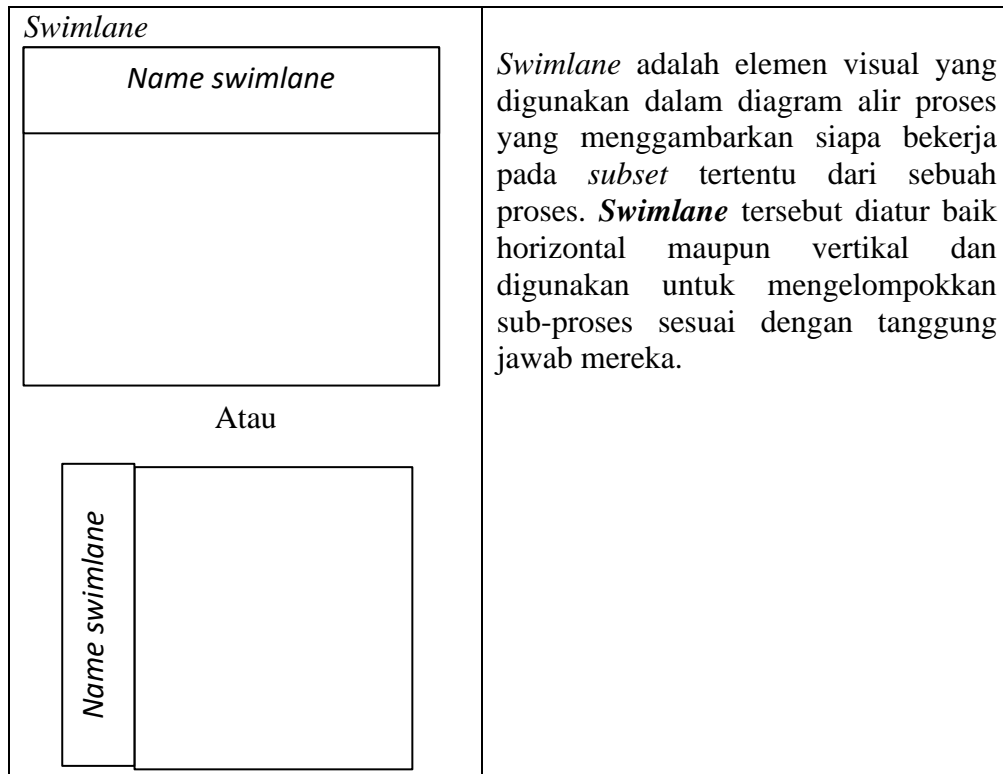 Swimlane
Name swimlane
Atau
Name swimlane
Swimlane adalah elemen visual yang
digunakan dalam diagram alir proses
yang menggambarkan siapa bekerja
pada subset tertentu dari sebuah
proses. Swimlane tersebut diatur baik
horizontal maupun vertikal dan
digunakan untuk mengelompokkan
sub-proses sesuai dengan tanggung
jawab mereka.